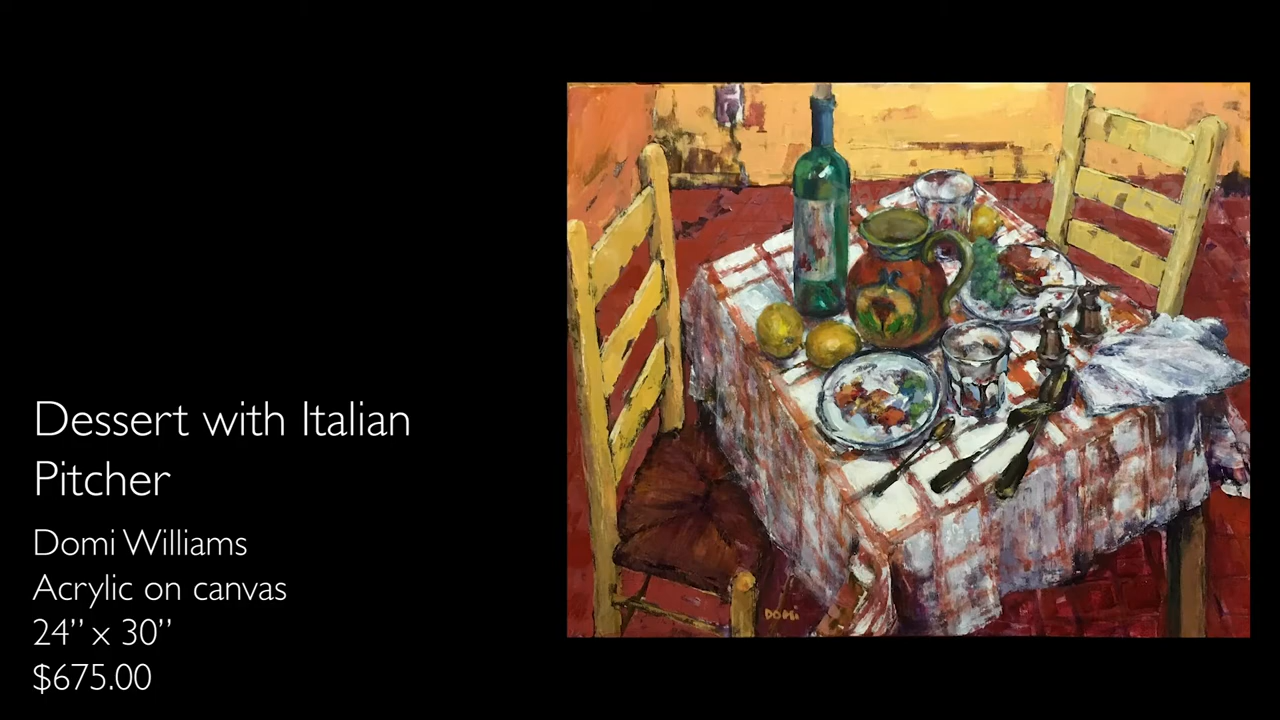 Dessert with Italian
Pitcher
Domi Williams
Acrylic on canvas
24” x 30”
$675.00
DOMi